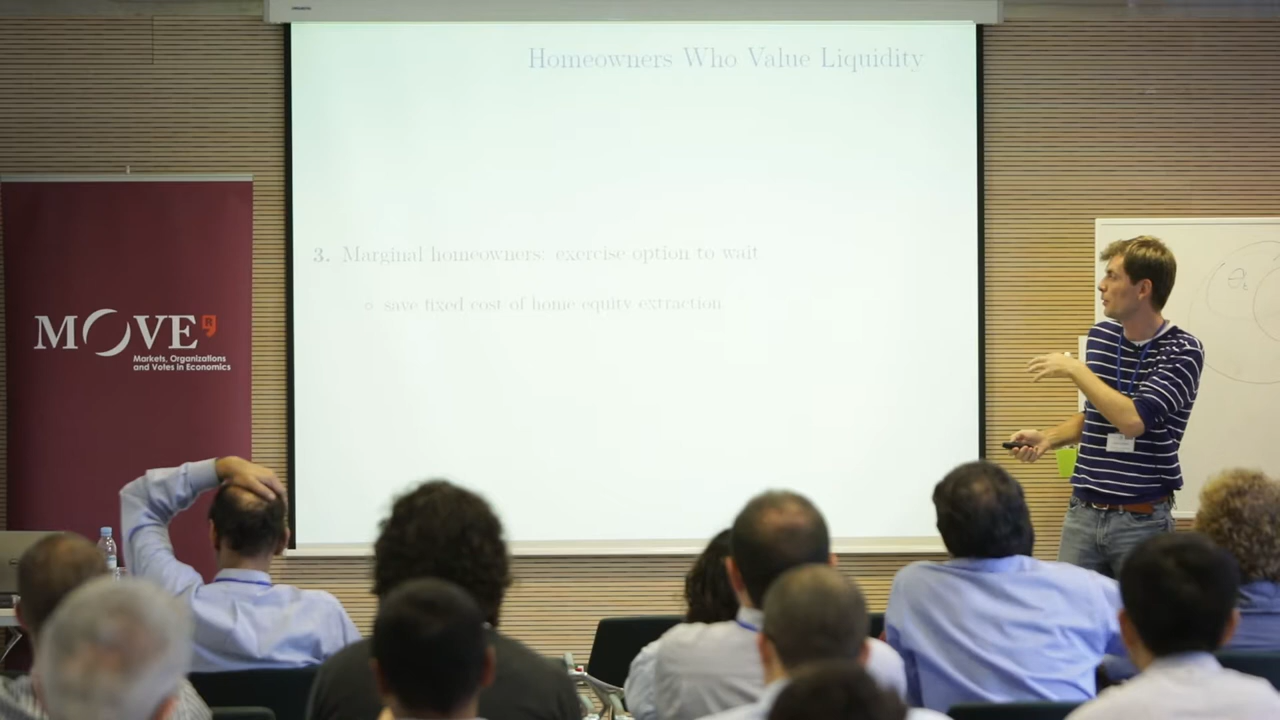 Homeowners Who Value Liquidity
3. Marginal homeowners: exercise option to wait
○ save fixed cost of home equity extraction
MOVE
Markets, Organizations
and Votes in Economics